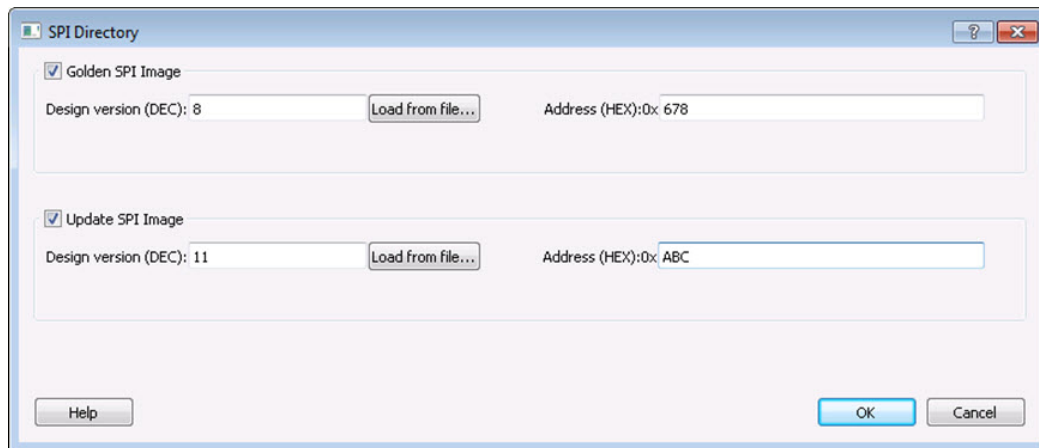 SPI Directory
Golden SPI Image
Design version (DEC): 8 Load from file... Address (HEX):0x 678
Update SPI Image
Design version (DEC): 11 Load from file... Address (HEX):0x ABC
Help OK Cancel